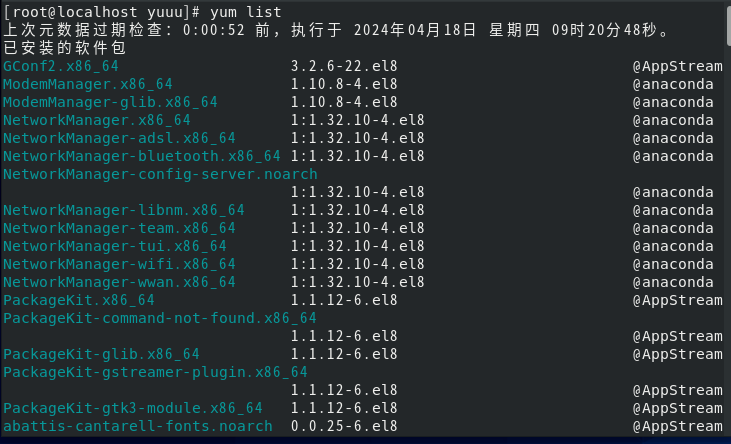 [root@localhost yuuu]# yum list
上次元数据过期检查：0:00:52 前，执行于 2024年04月18日 星期四 09时20分48秒。
已安装的软件包
GConf2.x86_64 3.2.6-22.el8 @AppStream
ModemManager.x86_64 1.10.8-4.el8 @anaconda
ModemManager-glib.x86_64 1.10.8-4.el8 @anaconda
NetworkManager.x86_64 1:1.32.10-4.el8 @anaconda
NetworkManager-adsl.x86_64 1:1.32.10-4.el8 @anaconda
NetworkManager-bluetooth.x86_64 1:1.32.10-4.el8 @anaconda
NetworkManager-config-server.noarch
1:1.32.10-4.el8 @anaconda
NetworkManager-libnm.x86_64 1:1.32.10-4.el8 @anaconda
NetworkManager-team.x86_64 1:1.32.10-4.el8 @anaconda
NetworkManager-tui.x86_64 1:1.32.10-4.el8 @anaconda
NetworkManager-wifi.x86_64 1:1.32.10-4.el8 @anaconda
NetworkManager-wwan.x86_64 1:1.32.10-4.el8 @anaconda
PackageKit.x86_64 1.1.12-6.el8 @AppStream
PackageKit-command-not-found.x86_64
1.1.12-6.el8 @AppStream
PackageKit-glib.x86_64 1.1.12-6.el8 @AppStream
PackageKit-gstreamer-plugin.x86_64
1.1.12-6.el8 @AppStream
PackageKit-gtk3-module.x86_64 1.1.12-6.el8 @AppStream
abattis-cantarell-fonts.noarch 0.0.25-6.el8 @AppStream